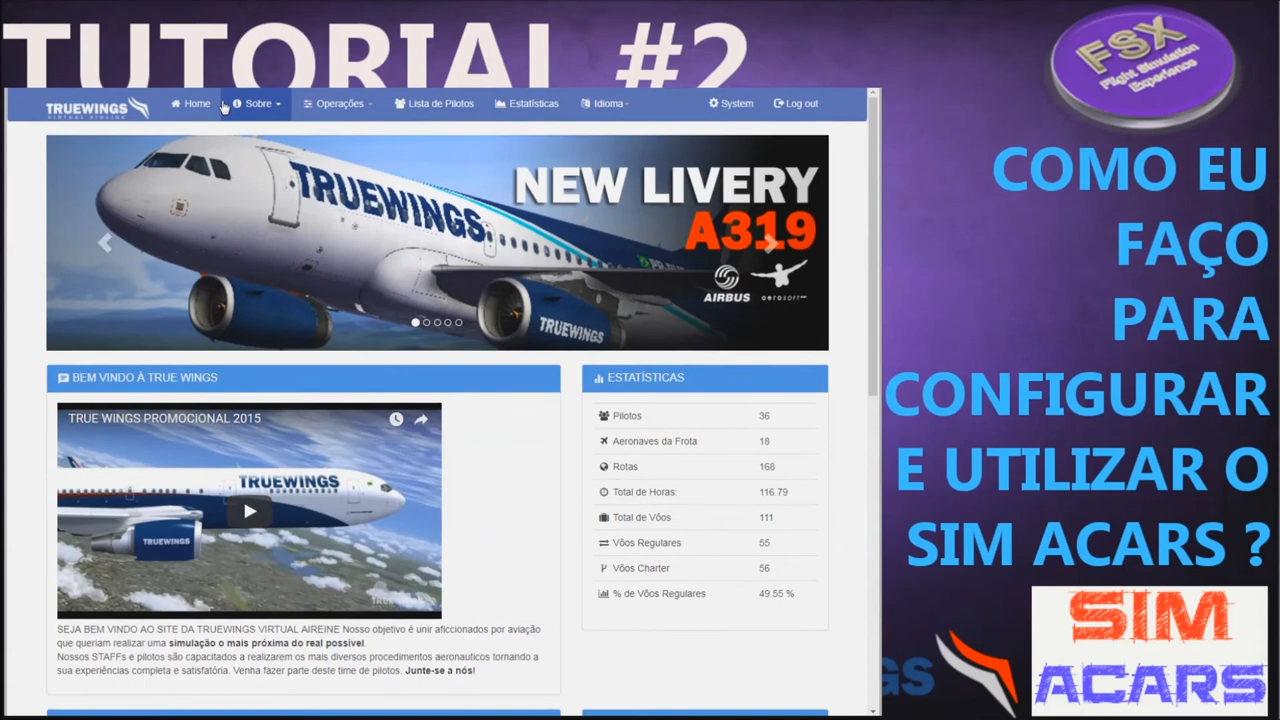 TUTORIAL #2
FSX
Flight Simulation
Experience
TRUEWINGS
VIRTUAL AIRLINE
Home
Sobre
Operações
Lista de Pilotos
Estatísticas
Idioma
System
Log out
TRUEWINGS
NEW LIVERY
A319
AIRBUS
aerosoft
TRUEWINGS
COMO EU
FAÇO
PARA
CONFIGURAR
E UTILIZAR O
SIM ACARS ?
BEM VINDO À TRUE WINGS
TRUE WINGS PROMOCIONAL 2015
TRUEWINGS
TRUEWINGS
SEJA BEM VINDO AO SITE DA TRUEWINGS VIRTUAL AIREINE Nosso objetivo é unir aficcionados por aviação
que queriam realizar uma simulação o mais próxima do real possivel.
Nossos STAFFs e pilotos são capacitados a realizarem os mais diversos procedimentos aeronauticos tornando a
sua experiências completa e satisfatória. Venha fazer parte deste time de pilotos. Junte-se a nós!
ESTATÍSTICAS
Pilotos 36
Aeronaves da Frota 18
Rotas 168
Total de Horas: 116.79
Total de Vôos 111
Vôos Regulares 55
Vôos Charter 56
% de Vôos Regulares 49.55 %
GS
SIM
ACARS